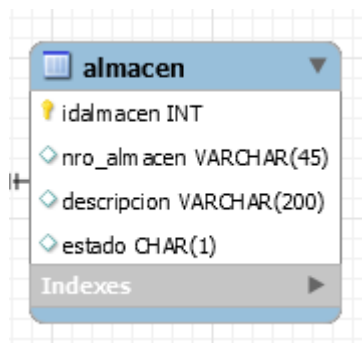 almacen
idalmacen INT
nro_almacen VARCHAR(45)
descripcion VARCHAR(200)
estado CHAR(1)
Indexes